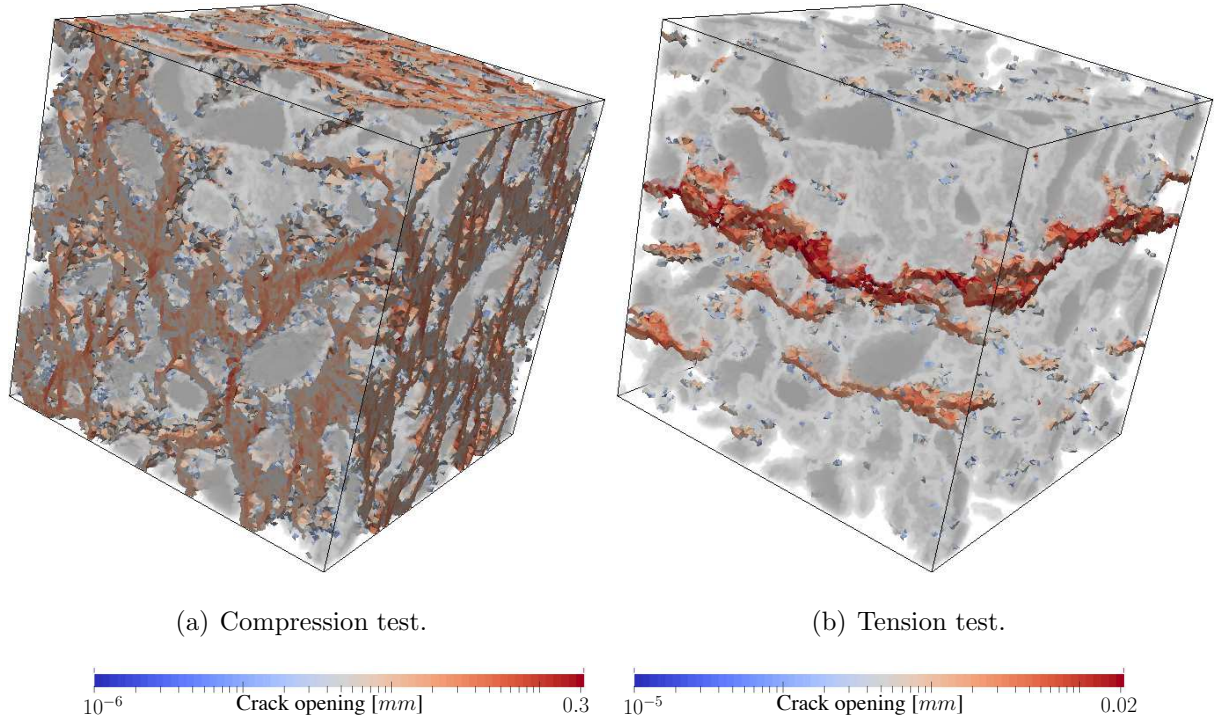 (a) Compression test.
(b) Tension test.
10⁻⁶ Crack opening [mm] 0.3
10⁻⁵ Crack opening [mm] 0.02